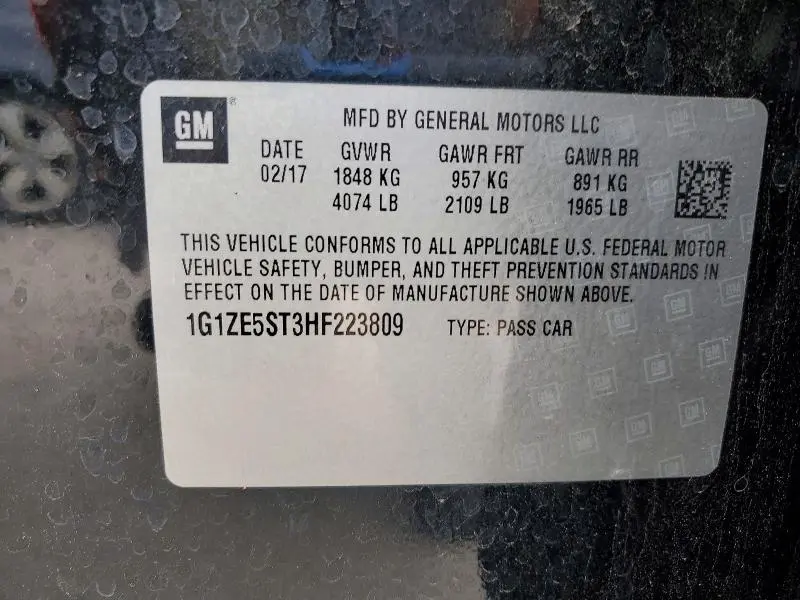 GM®
MFD BY GENERAL MOTORS LLC
DATE GVWR GAWR FRT GAWR RR
02/17 1848 KG 957 KG 891 KG
4074 LB 2109 LB 1965 LB
THIS VEHICLE CONFORMS TO ALL APPLICABLE U.S. FEDERAL MOTOR
VEHICLE SAFETY, BUMPER, AND THEFT PREVENTION STANDARDS IN
EFFECT ON THE DATE OF MANUFACTURE SHOWN ABOVE.
1G1ZE5ST3HF223809 TYPE: PASS CAR